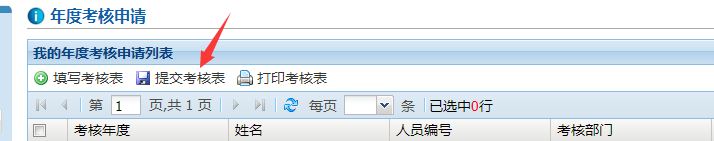 年度考核申请
我的年度考核申请列表
填写考核表 提交考核表 打印考核表
第 1 页,共 1 页 每页 条 已选中0行
考核年度 姓名 人员编号 考核部门